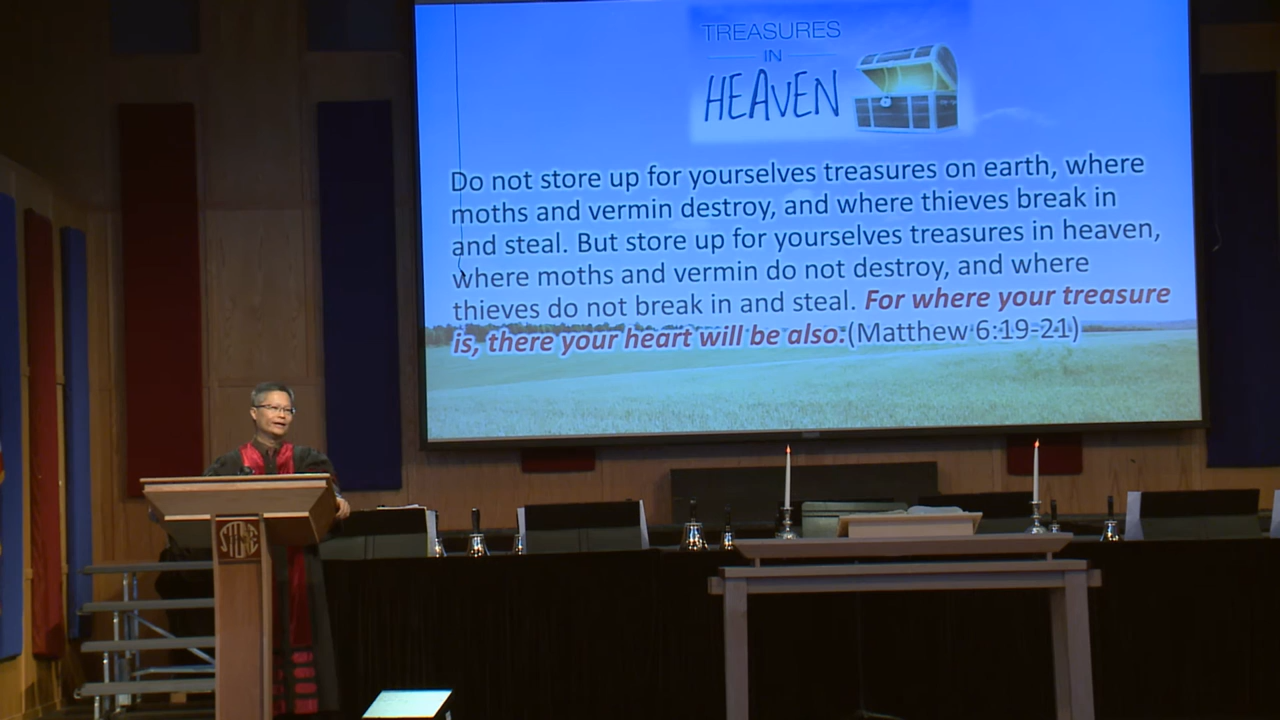 TREASURES
IN
HEAVEN
Do not store up for yourselves treasures on earth, where
moths and vermin destroy, and where thieves break in
and steal. But store up for yourselves treasures in heaven,
where moths and vermin do not destroy, and where
thieves do not break in and steal. For where your treasure
is, there your heart will be also.(Matthew 6:19-21)